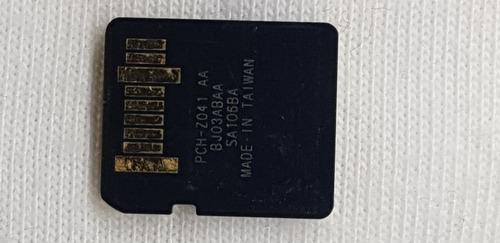 PCH-Z041 AA
BJ03ABAA
SA106BA
MADE IN TAIWAN